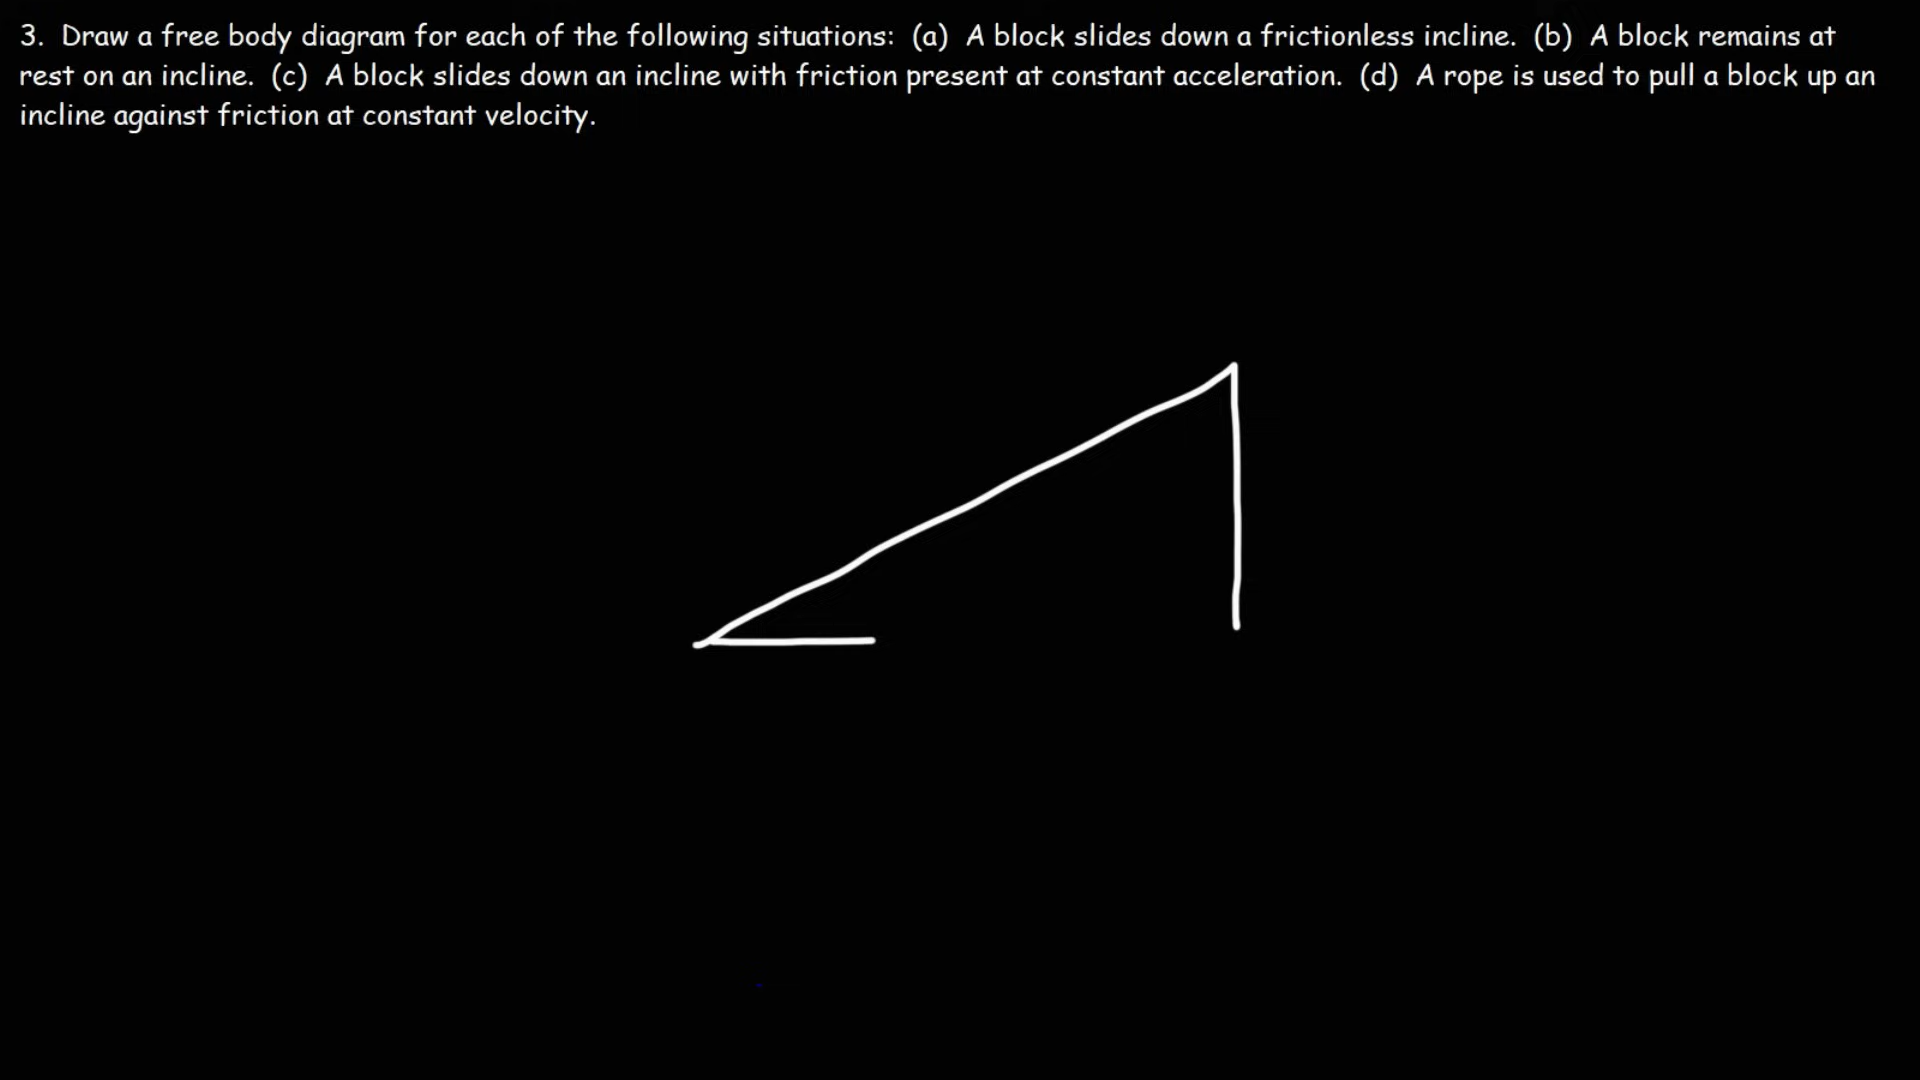 3.  Draw a free body diagram for each of the following situations:  (a)  A block slides down a frictionless incline.  (b)  A block remains at
rest on an incline.  (c)  A block slides down an incline with friction present at constant acceleration.  (d)  A rope is used to pull a block up an
incline against friction at constant velocity.